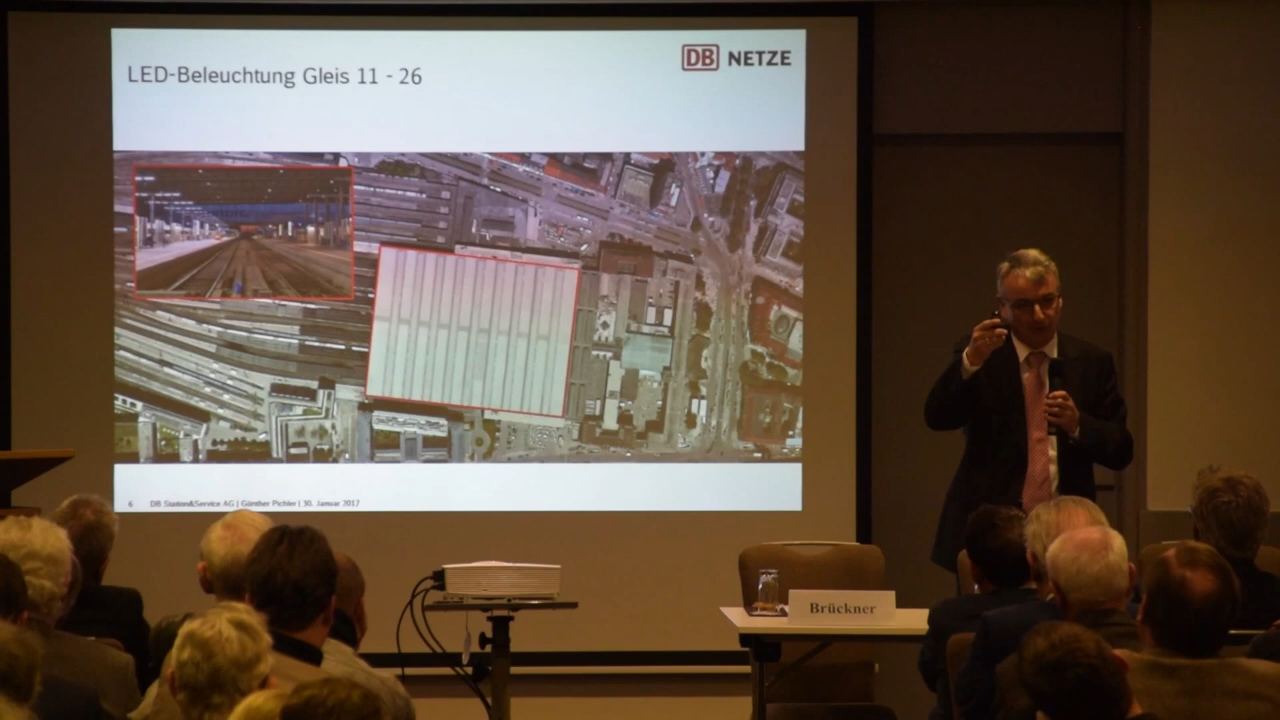 LED-Beleuchtung Gleis 11 - 26
DB NETZE
6 DB Station&Service AG | Günther Pichler | 30. Januar 2017
Brückner